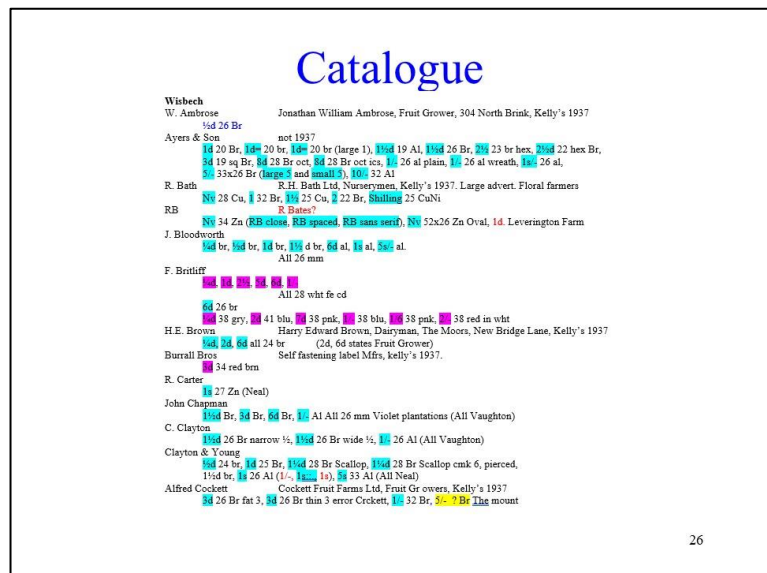 Catalogue
Wisbech
W. Ambrose Jonathan William Ambrose, Fruit Grower, 304 North Brink, Kelly's 1937
½d 26 Br
Ayers & Son not 1937
1d 20 Br, 1d= 20 br, 1d= 20 br (large 1), 1½d 19 Al, 1½d 26 Br, 2½ 23 br hex, 2½d 22 hex Br,
3d 19 sq Br, 8d 28 Br oct, 8d 28 Br oct ics, 1/- 26 al plain, 1/- 26 al wreath, 1s/- 26 al,
5/- 33x26 Br (large 5 and small 5), 10/- 32 Al
R. Bath R.H. Bath Ltd, Nurserymen, Kelly's 1937. Large advert. Floral farmers
Nv 28 Cu, 1 32 Br, 1½ 25 Cu, 2 22 Br, Shilling 25 CuNi
RB R Bates?
Nv 34 Zn (RB close, RB spaced, RB sans serif), Nv 52x26 Zn Oval, 1d. Leverington Farm
J. Bloodworth
¼d br, ½d br, 1d br, 1½ d br, 6d al, 1s al, 5s/- al.
All 26 mm
F. Britliff
¼d, 1d, 2½, 5d, 6d, 1/-
All 28 wht fe cd
6d 26 br
¼d 38 gry, 2d 41 blu, 7d 38 pnk, 1/- 38 blu, 1/6 38 pnk, 2/- 38 red in wht
H.E. Brown Harry Edward Brown, Dairyman, The Moors, New Bridge Lane, Kelly's 1937
¼d, 2d, 6d all 24 br (2d, 6d states Fruit Grower)
Burrall Bros Self fastening label Mfrs, kelly's 1937.
3d 34 red brn
R. Carter
1s 27 Zn (Neal)
John Chapman
1½d Br, 3d Br, 6d Br, 1/- Al All 26 mm Violet plantations (All Vaughton)
C. Clayton
1½d 26 Br narrow ½, 1½d 26 Br wide ½, 1/- 26 Al (All Vaughton)
Clayton & Young
½d 24 br, 1d 25 Br, 1¼d 28 Br Scallop, 1¼d 28 Br Scallop cmk 6, pierced,
1½d br, 1s 26 Al (1/-, 1s, 1s), 5s 33 Al (All Neal)
Alfred Cockett Cockett Fruit Farms Ltd, Fruit Gr owers, Kelly's 1937
3d 26 Br fat 3, 3d 26 Br thin 3 error Crckett, 1/- 32 Br, 5/- ? Br The mount
26